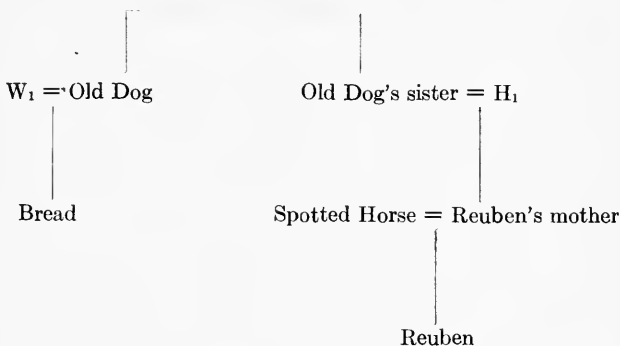 W₁ = Old Dog Old Dog's sister = H₁
Bread Spotted Horse = Reuben's mother
Reuben